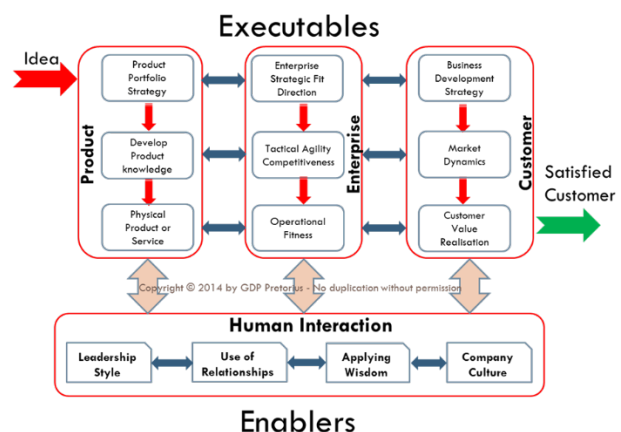 Executables
Idea
Product
Portfolio
Strategy
Enterprise
Strategic Fit
Direction
Business
Development
Strategy
Product
Enterprise
Customer
Develop
Product
knowledge
Tactical Agility
Competitiveness
Market
Dynamics
Satisfied
Customer
Physical
Product or
Service
Operational
Fitness
Customer
Value
Realisation
Copyright © 2014 by GDP Pretorius - No duplication without permission
Human Interaction
Leadership
Style
Use of
Relationships
Applying
Wisdom
Company
Culture
Enablers